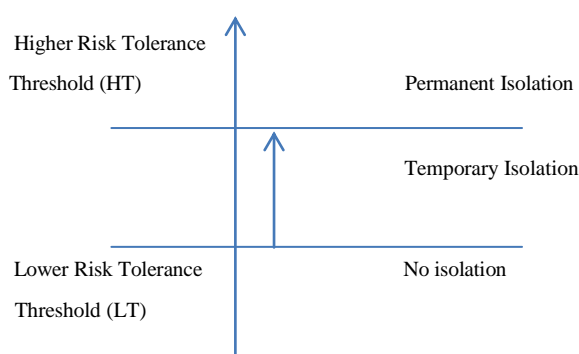 Higher Risk Tolerance
Threshold (HT)
Permanent Isolation
Temporary Isolation
Lower Risk Tolerance
Threshold (LT)
No isolation